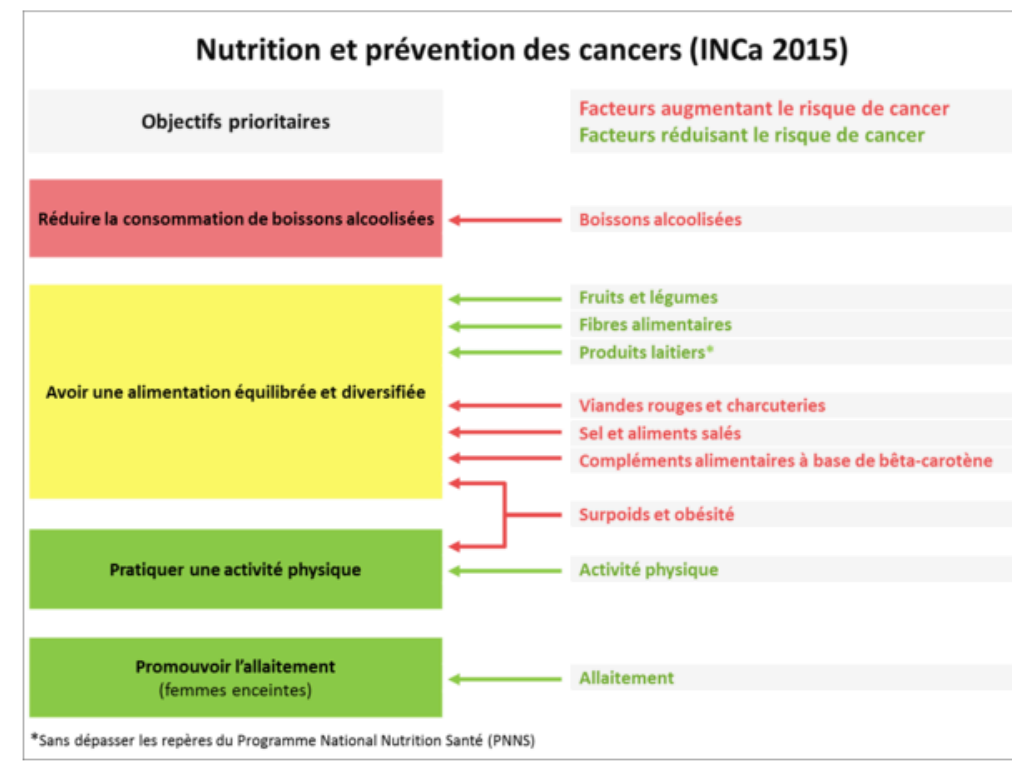 Nutrition et prévention des cancers (INCa 2015)
Objectifs prioritaires
Facteurs augmentant le risque de cancer
Facteurs réduisant le risque de cancer
Réduire la consommation de boissons alcoolisées
Boissons alcoolisées
Avoir une alimentation équilibrée et diversifiée
Fruits et légumes
Fibres alimentaires
Produits laitiers*
Viandes rouges et charcuteries
Sel et aliments salés
Compléments alimentaires à base de bêta-carotène
Surpoids et obésité
Pratiquer une activité physique
Activité physique
Promouvoir l'allaitement
(femmes enceintes)
Allaitement
*Sans dépasser les repères du Programme National Nutrition Santé (PNNS)